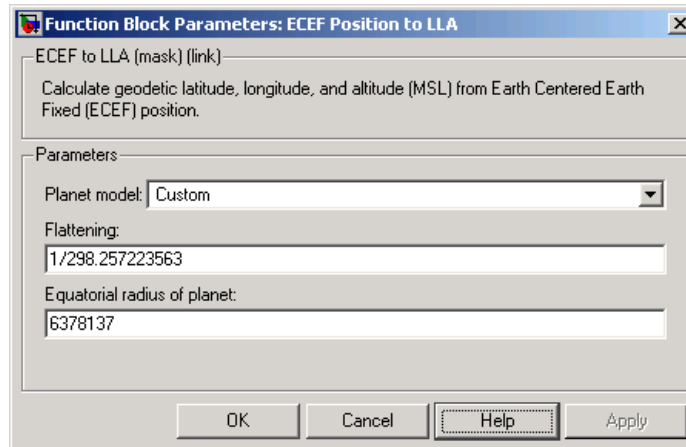 Function Block Parameters: ECEF Position to LLA
ECEF to LLA (mask) (link)
Calculate geodetic latitude, longitude, and altitude (MSL) from Earth Centered Earth
Fixed (ECEF) position.
Parameters
Planet model: Custom
Flattening:
1/298.257223563
Equatorial radius of planet:
6378137
OK Cancel Help Apply